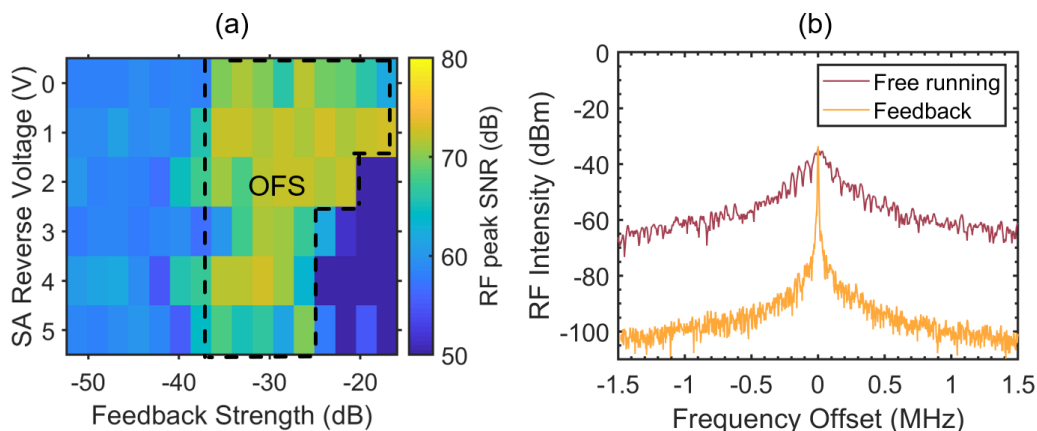 (a)
SA Reverse Voltage (V)
0
1
2
3
4
5
OFS
-50
-40
-30
-20
Feedback Strength (dB)
80
70
60
50
RF peak SNR (dB)
(b)
RF Intensity (dBm)
0
-20
-40
-60
-80
-100
Free running
Feedback
-1.5
-1
-0.5
0
0.5
1
1.5
Frequency Offset (MHz)